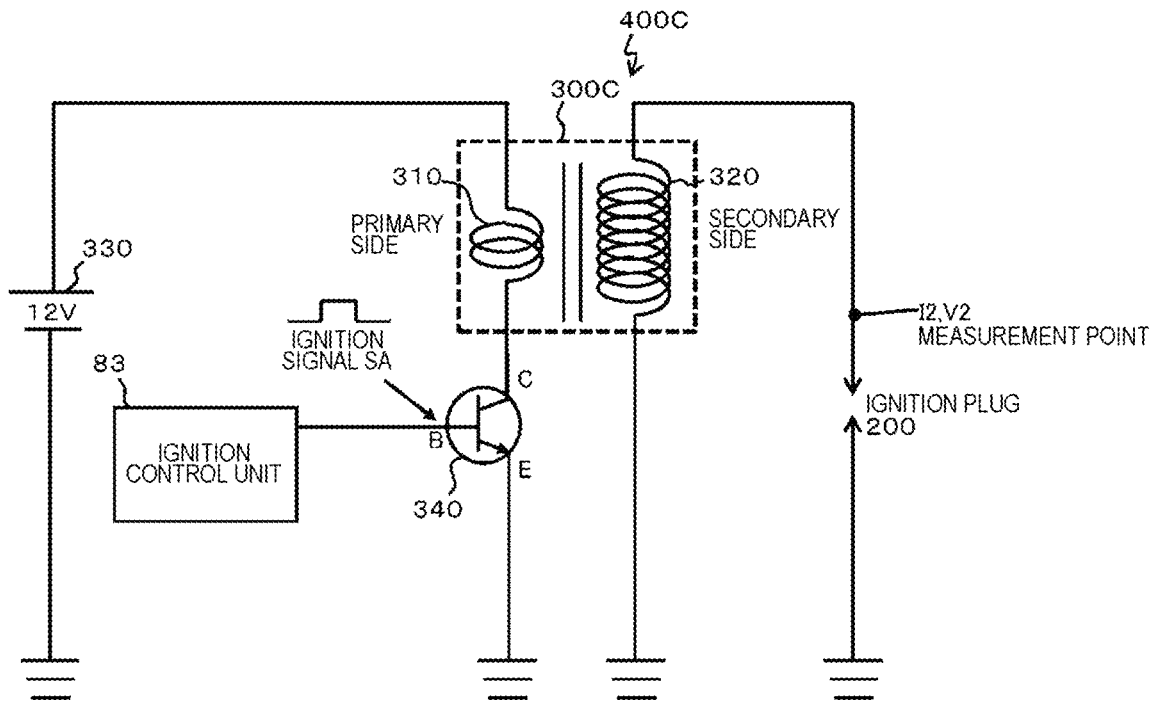 400C
300C
310
320
PRIMARY
SIDE
SECONDARY
SIDE
330
12V
IGNITION
SIGNAL SA
I2,V2
MEASUREMENT POINT
83
C
IGNITION PLUG
200
B
IGNITION
CONTROL UNIT
E
340